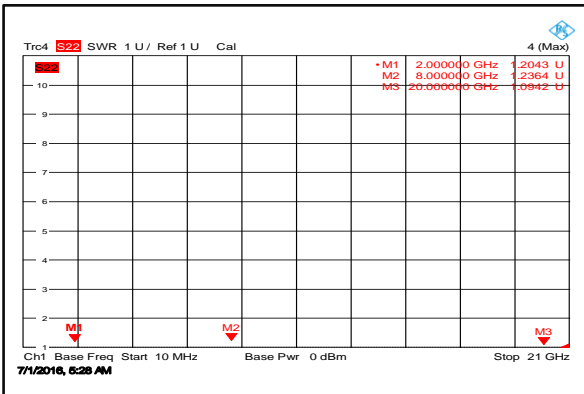 Trc4 S22 SWR 1 U / Ref 1 U Cal 4 (Max)
S22
• M1 2.000000 GHz 1.2043 U
M2 8.000000 GHz 1.2364 U
M3 20.000000 GHz 1.0942 U
10
9
8
7
6
5
4
3
2
1
M1 M2 M3
Ch1 Base Freq Start 10 MHz Base Pwr 0 dBm Stop 21 GHz
7/1/2016, 5:28 AM